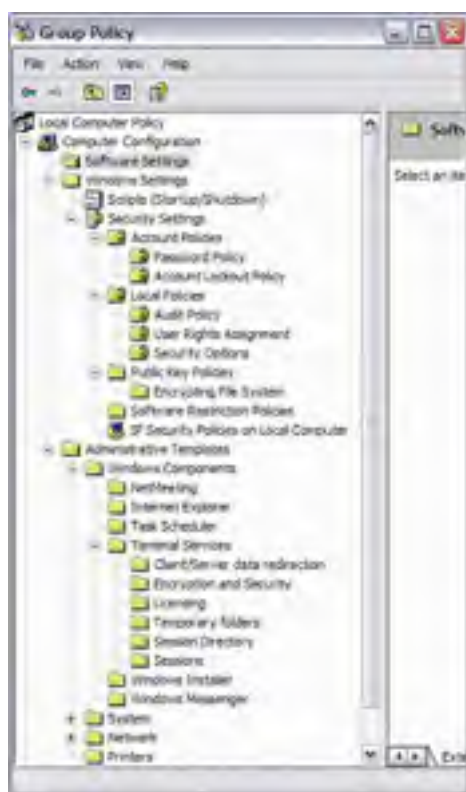 Group Policy
File Action View Help
Local Computer Policy
Computer Configuration
Software Settings
Windows Settings
Scripts (Startup/Shutdown)
Security Settings
Account Policies
Password Policy
Account Lockout Policy
Local Policies
Audit Policy
User Rights Assignment
Security Options
Public Key Policies
Encrypting File System
Software Restriction Policies
IP Security Policies on Local Computer
Administrative Templates
Windows Components
NetMeeting
Internet Explorer
Task Scheduler
Terminal Services
Client/Server data redirection
Encryption and Security
Licensing
Temporary folders
Session Directory
Sessions
Windows Installer
Windows Messenger
System
Network
Printers
Softw
Select an ite
Exte